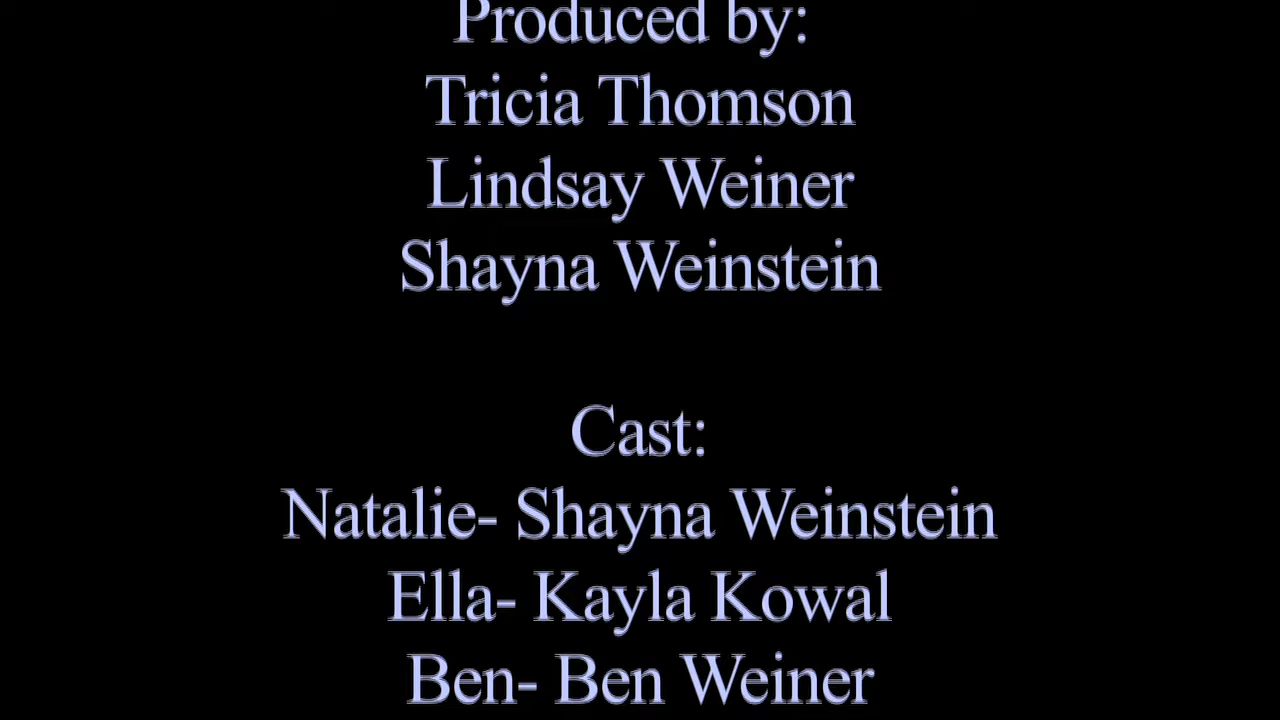 Produced by:
Tricia Thomson
Lindsay Weiner
Shayna Weinstein
Cast:
Natalie- Shayna Weinstein
Ella- Kayla Kowal
Ben- Ben Weiner